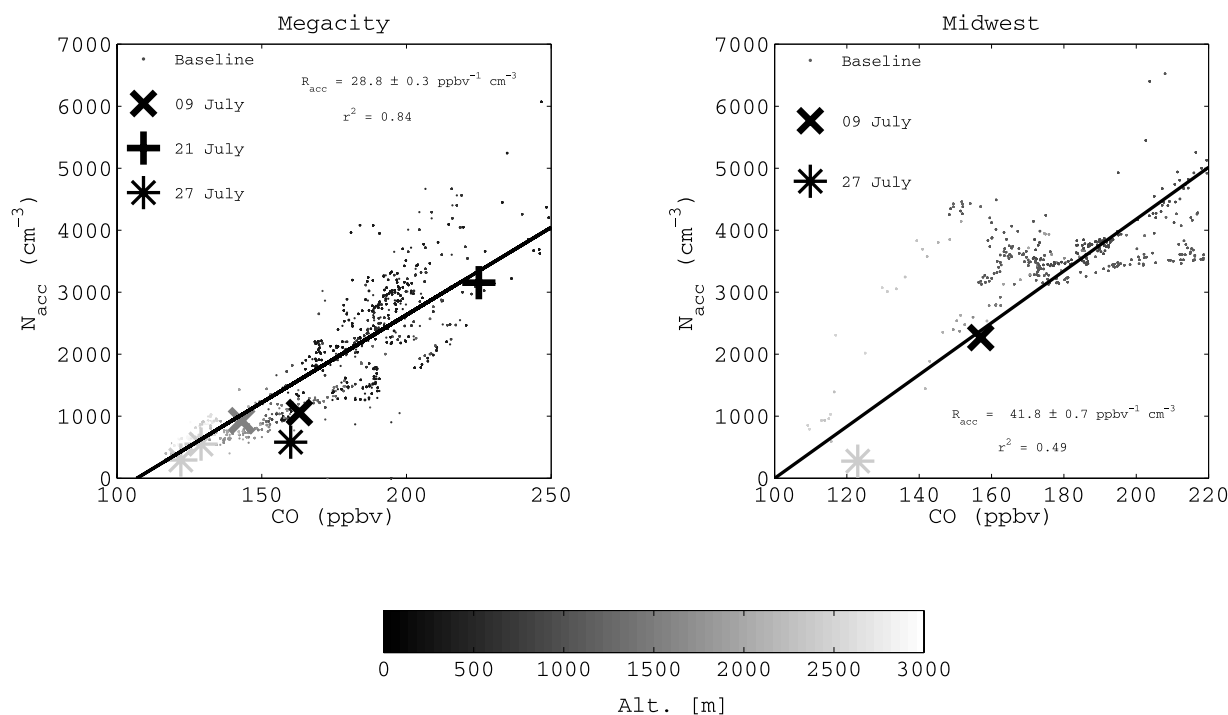 Megacity
7000
6000
5000
4000
3000
2000
1000
0
N_acc (cm⁻³)
Baseline
09 July
21 July
27 July
R_acc = 28.8 ± 0.3 ppbv⁻¹ cm⁻³
r² = 0.84
100 150 200 250
CO (ppbv)
Midwest
7000
6000
5000
4000
3000
2000
1000
0
N_acc (cm⁻³)
Baseline
09 July
27 July
R_acc = 41.8 ± 0.7 ppbv⁻¹ cm⁻³
r² = 0.49
100 120 140 160 180 200 220
CO (ppbv)
0 500 1000 1500 2000 2500 3000
Alt. [m]